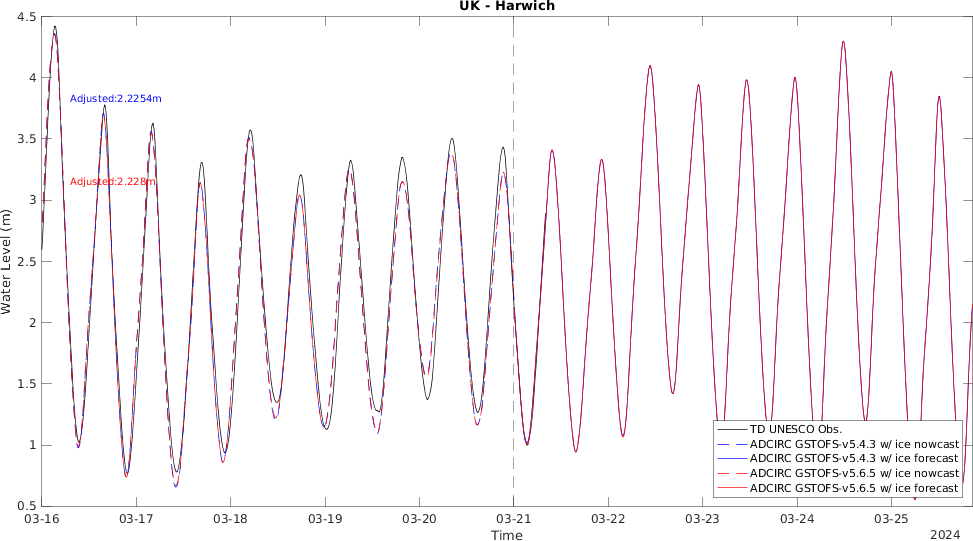 UK - Harwich
4.5
4
3.5
3
2.5
2
1.5
1
0.5
Water Level (m)
Adjusted:2.2254m
Adjusted:2.228m
TD UNESCO Obs.
ADCIRC GSTOFS-v5.4.3 w/ ice nowcast
ADCIRC GSTOFS-v5.4.3 w/ ice forecast
ADCIRC GSTOFS-v5.6.5 w/ ice nowcast
ADCIRC GSTOFS-v5.6.5 w/ ice forecast
03-16 03-17 03-18 03-19 03-20 03-21 03-22 03-23 03-24 03-25
Time
2024